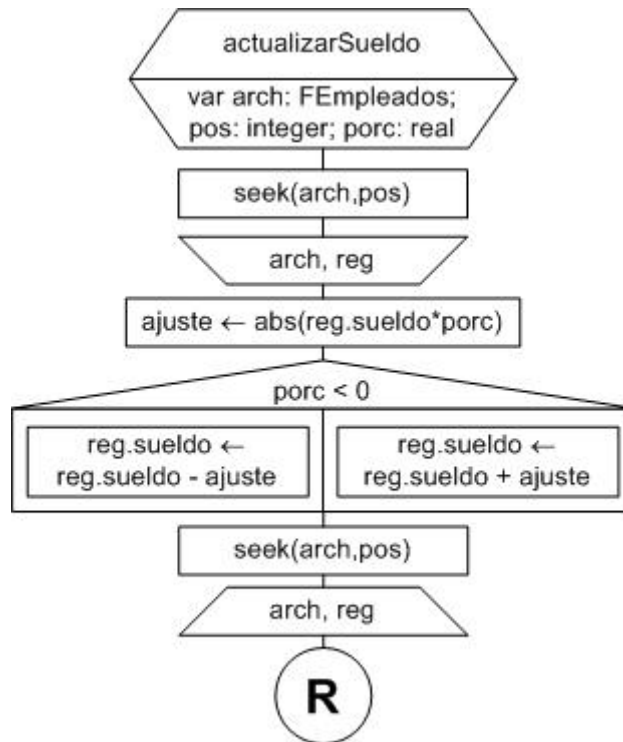 actualizarSueldo
var arch: FEmpleados;
pos: integer; porc: real
seek(arch,pos)
arch, reg
ajuste ← abs(reg.sueldo*porc)
porc < 0
reg.sueldo ←
reg.sueldo - ajuste
reg.sueldo ←
reg.sueldo + ajuste
seek(arch,pos)
arch, reg
R